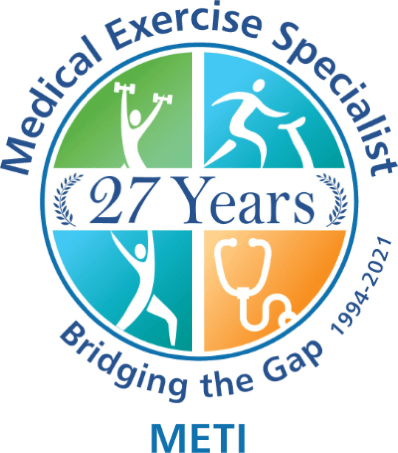 Medical Exercise Specialist
27 Years
Bridging the Gap 1994-2021
METI